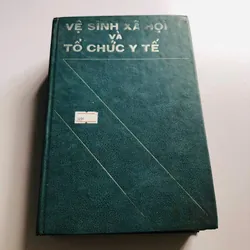 VỆ SINH XÃ HỘI
VÀ
TỔ CHỨC Y TẾ